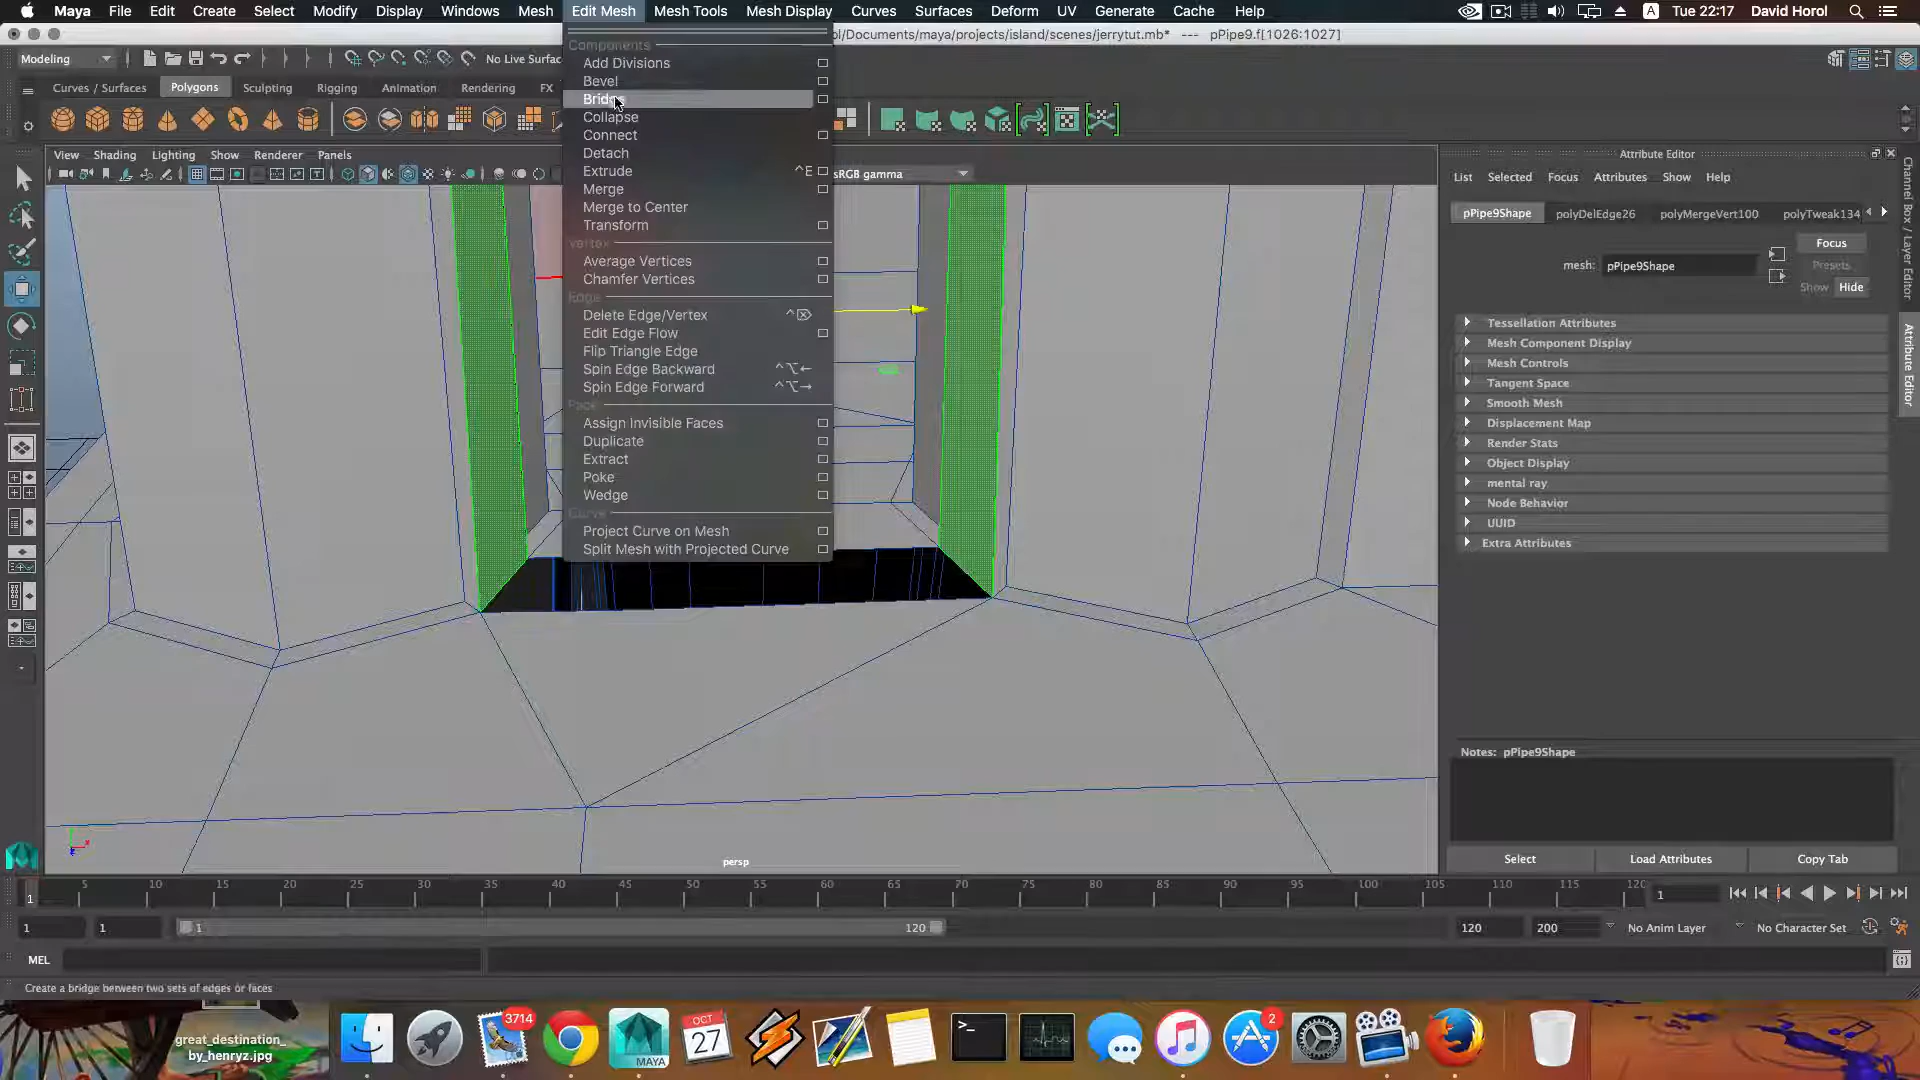 Maya File Edit Create Select Modify Display Windows Mesh Edit Mesh Mesh Tools Mesh Display Curves Surfaces Deform UV Generate Cache Help A Tue 22:17 David Horol
l/Documents/maya/projects/island/scenes/jerrytut.mb* --- pPipe9.f[1026:1027]
Modeling No Live Surfac
Curves / Surfaces Polygons Sculpting Rigging Animation Rendering FX
View Shading Lighting Show Renderer Panels
sRGB gamma
Components
Add Divisions
Bevel
Bridge
Collapse
Connect
Detach
Extrude ^E
Merge
Merge to Center
Transform
Vertex
Average Vertices
Chamfer Vertices
Edge
Delete Edge/Vertex ^⌦
Edit Edge Flow
Flip Triangle Edge
Spin Edge Backward ^⌥←
Spin Edge Forward ^⌥→
Face
Assign Invisible Faces
Duplicate
Extract
Poke
Wedge
Curve
Project Curve on Mesh
Split Mesh with Projected Curve
persp
Attribute Editor
List Selected Focus Attributes Show Help
pPipe9Shape polyDelEdge26 polyMergeVert100 polyTweak134
Focus
mesh: pPipe9Shape
Presets
Show Hide
Tessellation Attributes
Mesh Component Display
Mesh Controls
Tangent Space
Smooth Mesh
Displacement Map
Render Stats
Object Display
mental ray
Node Behavior
UUID
Extra Attributes
Notes: pPipe9Shape
Select Load Attributes Copy Tab
Channel Box / Layer Editor
Attribute Editor
5 10 15 20 25 30 35 40 45 50 55 60 65 70 75 80 85 90 95 100 105 110 115 120
1 1
1 1 1 120 120 200 No Anim Layer No Character Set
MEL
Create a bridge between two sets of edges or faces
great_destination_
by_henryz.jpg
3714
MAYA
OCT
27
2